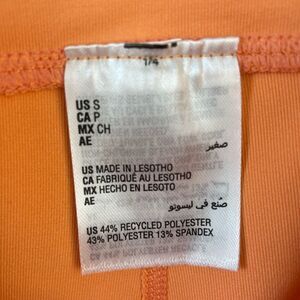 1/4
US S
CA P
MX CH
AE
صغير
US MADE IN LESOTHO
CA FABRIQUÉ AU LESOTHO
MX HECHO EN LESOTO
AE
صُنع في ليسوتو
US 44% RECYCLED POLYESTER
43% POLYESTER 13% SPANDEX